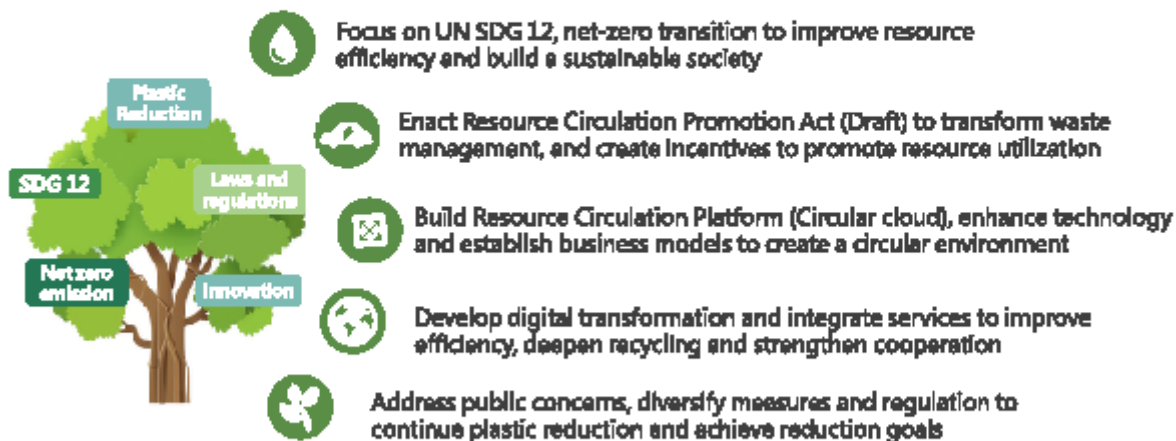 Plastic
Reduction
SDG 12
Laws and
regulations
Net zero
emission
Innovation
Focus on UN SDG 12, net-zero transition to improve resource
efficiency and build a sustainable society
Enact Resource Circulation Promotion Act (Draft) to transform waste
management, and create incentives to promote resource utilization
Build Resource Circulation Platform (Circular cloud), enhance technology
and establish business models to create a circular environment
Develop digital transformation and integrate services to improve
efficiency, deepen recycling and strengthen cooperation
Address public concerns, diversify measures and regulation to
continue plastic reduction and achieve reduction goals